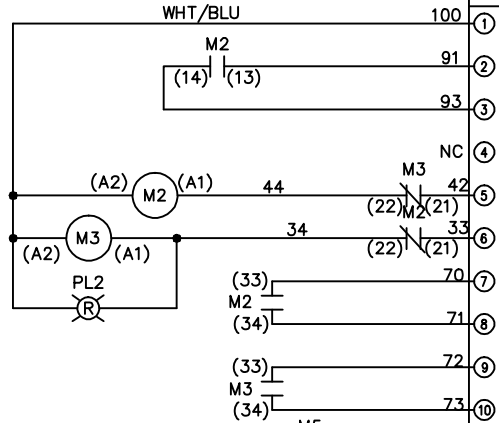 WHT/BLU 100 1
M2
91 2
(14) (13)
93 3
NC 4
M3
(A2) M2 (A1) 44 42 5
(22) (21)
M2
M3 34 33 6
(A2) (A1) (22) (21)
PL2
R
(33) 70 7
M2
(34) 71 8
(33) 72 9
M3
(34) 73 10